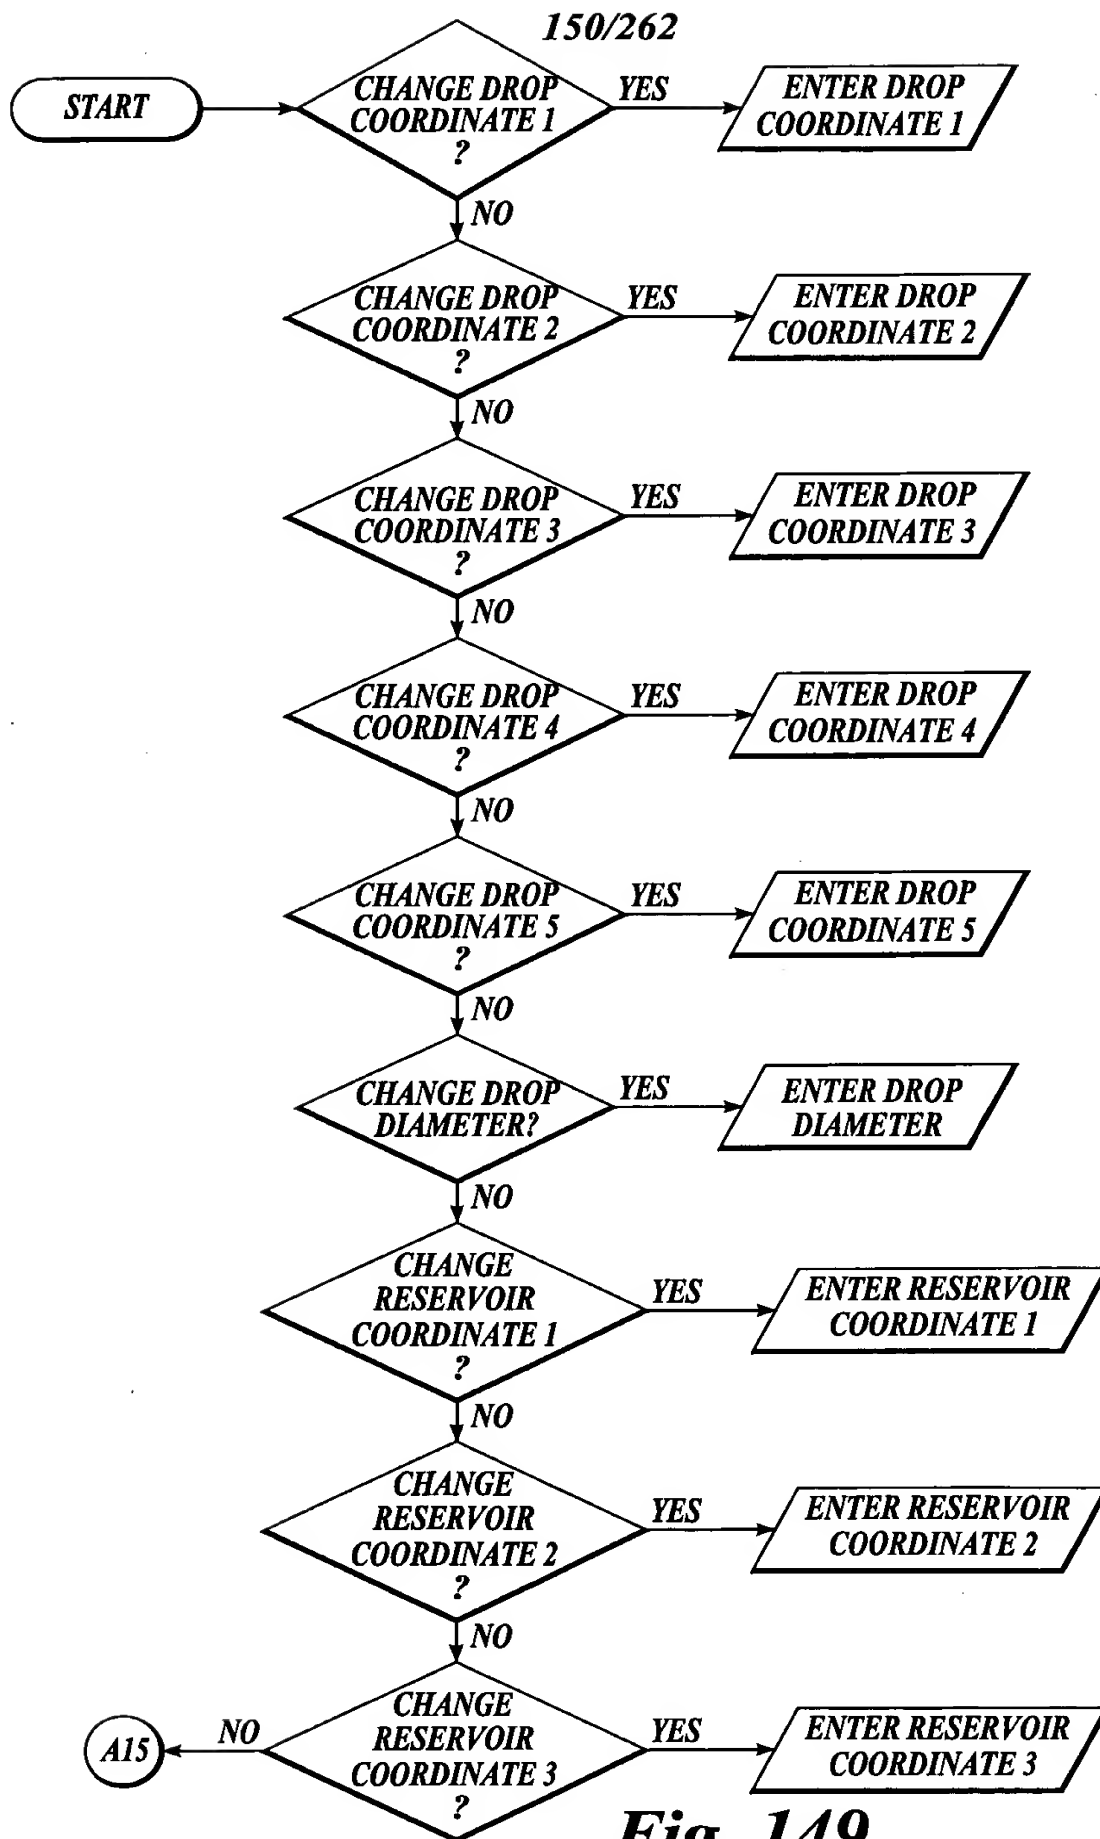 150/262
START
CHANGE DROP
COORDINATE 1
?
YES
ENTER DROP
COORDINATE 1
NO
CHANGE DROP
COORDINATE 2
?
YES
ENTER DROP
COORDINATE 2
NO
CHANGE DROP
COORDINATE 3
?
YES
ENTER DROP
COORDINATE 3
NO
CHANGE DROP
COORDINATE 4
?
YES
ENTER DROP
COORDINATE 4
NO
CHANGE DROP
COORDINATE 5
?
YES
ENTER DROP
COORDINATE 5
NO
CHANGE DROP
DIAMETER?
YES
ENTER DROP
DIAMETER
NO
CHANGE
RESERVOIR
COORDINATE 1
?
YES
ENTER RESERVOIR
COORDINATE 1
NO
CHANGE
RESERVOIR
COORDINATE 2
?
YES
ENTER RESERVOIR
COORDINATE 2
NO
CHANGE
RESERVOIR
COORDINATE 3
?
YES
ENTER RESERVOIR
COORDINATE 3
NO
A15
Fig. 149